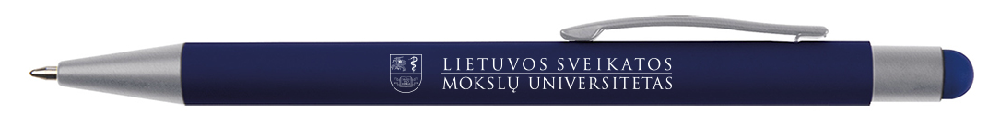 LIETUVOS SVEIKATOS
MOKSLŲ UNIVERSITETAS